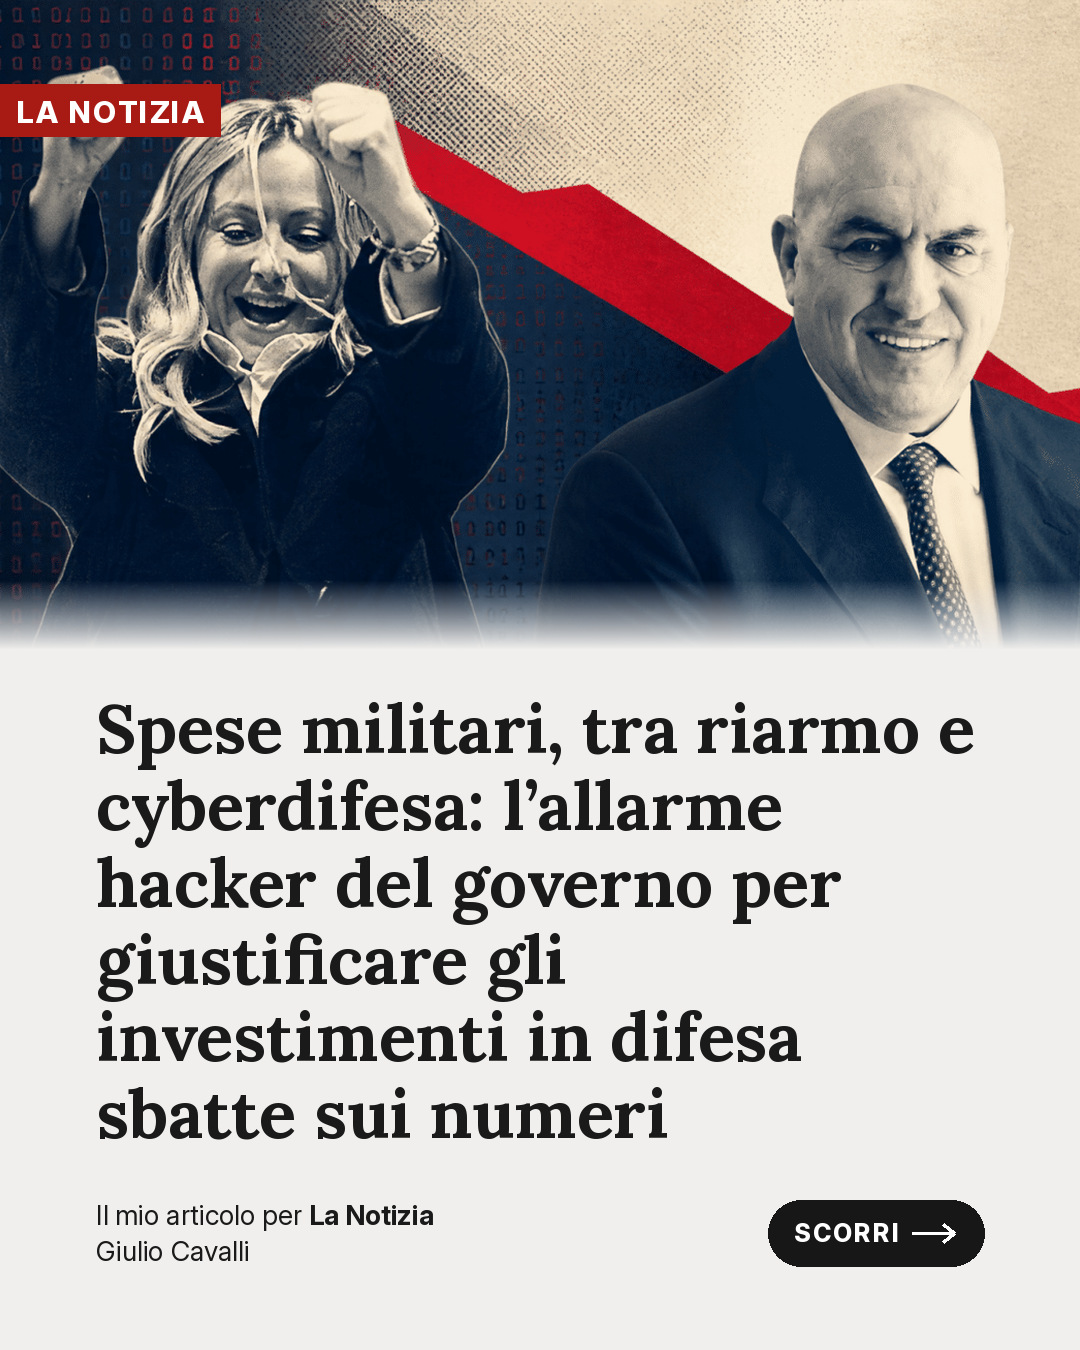 LA NOTIZIA
Spese militari, tra riarmo e
cyberdifesa: l’allarme
hacker del governo per
giustificare gli
investimenti in difesa
sbatte sui numeri
Il mio articolo per La Notizia
Giulio Cavalli
SCORRI